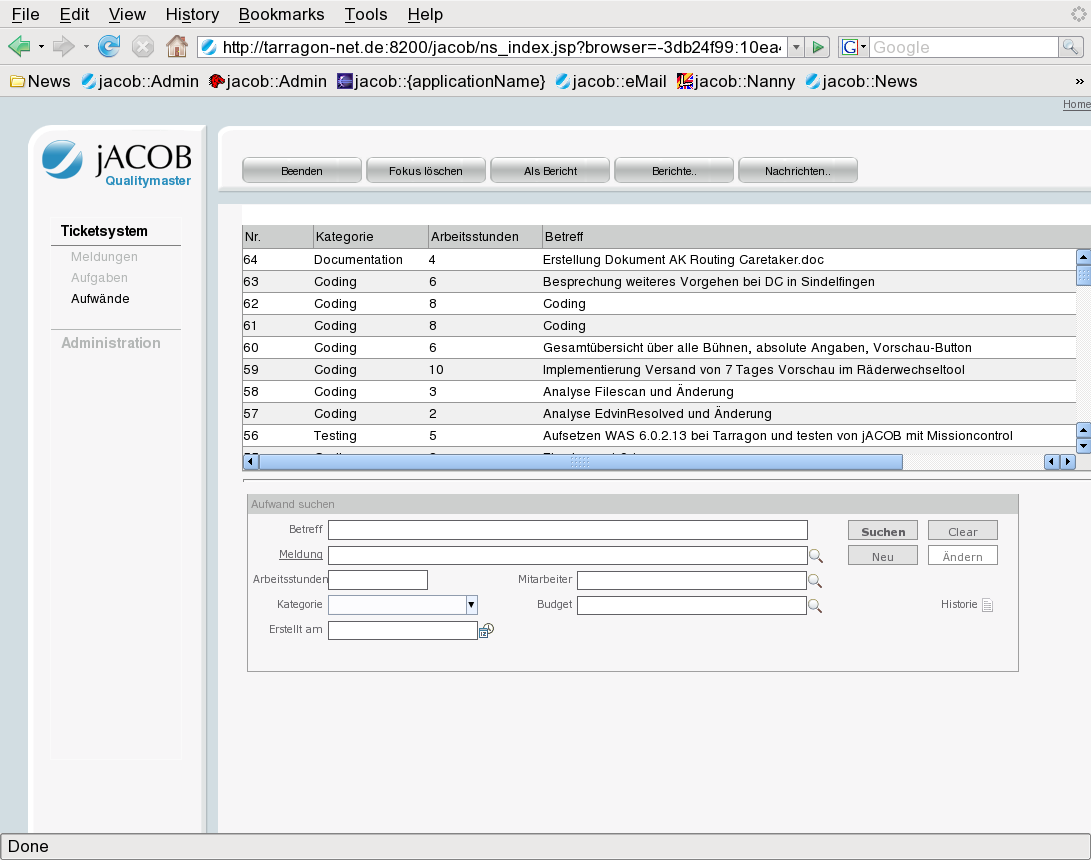 File Edit View History Bookmarks Tools Help
http://tarragon-net.de:8200/jacob/ns_index.jsp?browser=-3db24f99:10ea
G Google
News jacob::Admin jacob::Admin jacob::{applicationName} jacob::eMail jacob::Nanny jacob::News »
Home
jACOB
Qualitymaster
Beenden Fokus löschen Als Bericht Berichte.. Nachrichten..
Ticketsystem
Meldungen
Aufgaben
Aufwände
Administration
Nr. Kategorie Arbeitsstunden Betreff
64 Documentation 4 Erstellung Dokument AK Routing Caretaker.doc
63 Coding 6 Besprechung weiteres Vorgehen bei DC in Sindelfingen
62 Coding 8 Coding
61 Coding 8 Coding
60 Coding 6 Gesamtübersicht über alle Bühnen, absolute Angaben, Vorschau-Button
59 Coding 10 Implementierung Versand von 7 Tages Vorschau im Räderwechseltool
58 Coding 3 Analyse Filescan und Änderung
57 Coding 2 Analyse EdvinResolved und Änderung
56 Testing 5 Aufsetzen WAS 6.0.2.13 bei Tarragon und testen von jACOB mit Missioncontrol
Aufwand suchen
Betreff Suchen Clear
Meldung Neu Ändern
Arbeitsstunden Mitarbeiter
Kategorie Budget Historie
Erstellt am 12
Done